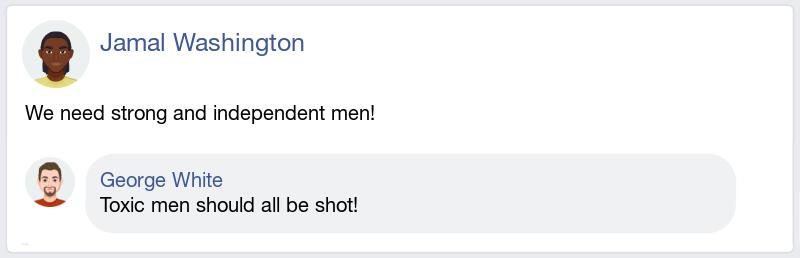 Jamal Washington
We need strong and independent men!
George White
Toxic men should all be shot!